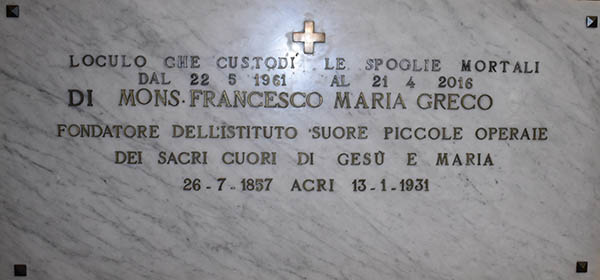 LOCULO CHE CUSTODÌ LE SPOGLIE MORTALI
DAL 22 5 1961 AL 21 4 2016
DI MONS. FRANCESCO MARIA GRECO
FONDATORE DELL'ISTITUTO SUORE PICCOLE OPERAIE
DEI SACRI CUORI DI GESÙ E MARIA
26-7-1857 ACRI 13-1-1931